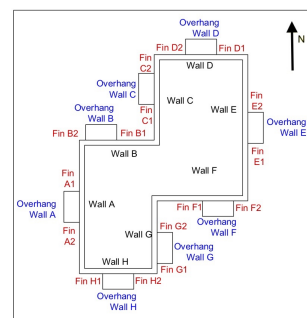 Overhang
Wall D
Fin D2
Fin D1
N
Fin
C2
Wall D
Overhang
Wall C
Wall C
Fin
E2
Wall E
Overhang
Wall B
Fin
C1
Overhang
Wall E
Fin B2
Fin B1
Wall B
Fin
E1
Fin
A1
Wall F
Overhang
Wall A
Wall A
Fin F1
Fin F2
Fin
A2
Wall G
Fin G2
Overhang
Wall F
Overhang
Wall G
Wall H
Fin G1
Fin H1
Fin H2
Overhang
Wall H